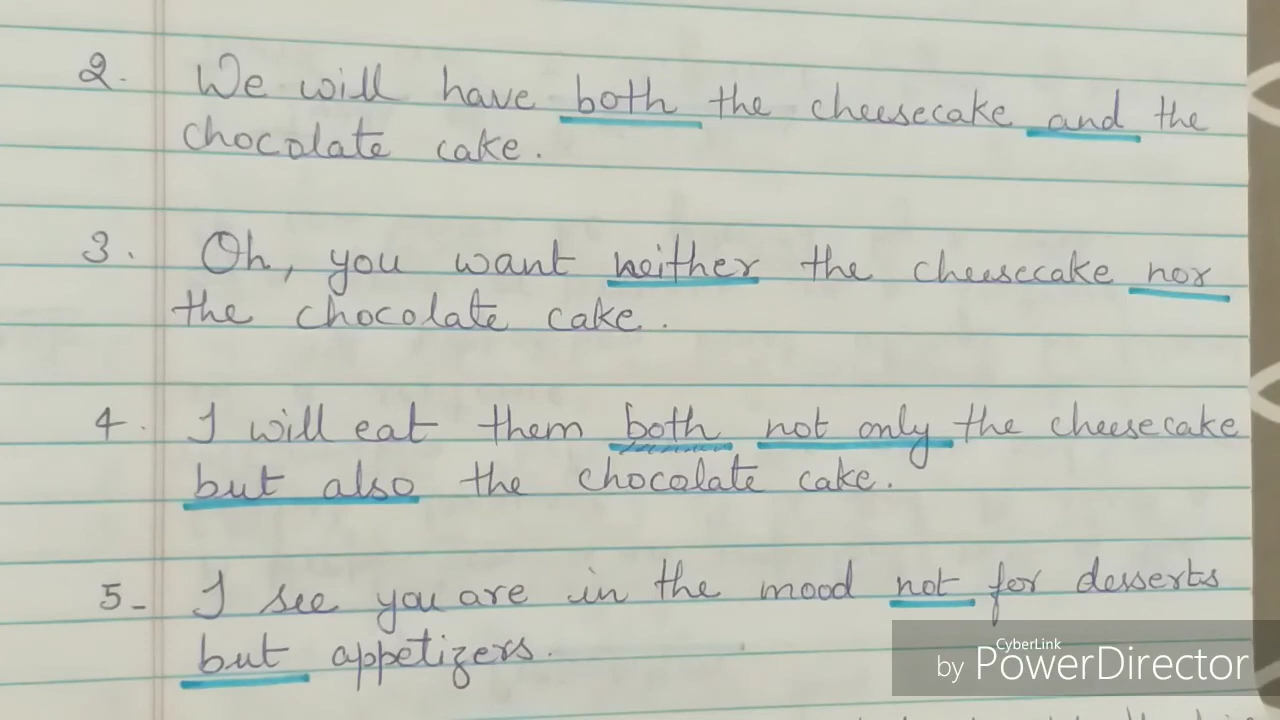 2. We will have both the cheesecake and the
chocolate cake.
3. Oh, you want neither the cheesecake nor
the chocolate cake.
4. I will eat them both not only the cheesecake
but also the chocolate cake.
5- I see you are in the mood not for desserts
but appetizers.
CyberLink
by PowerDirector